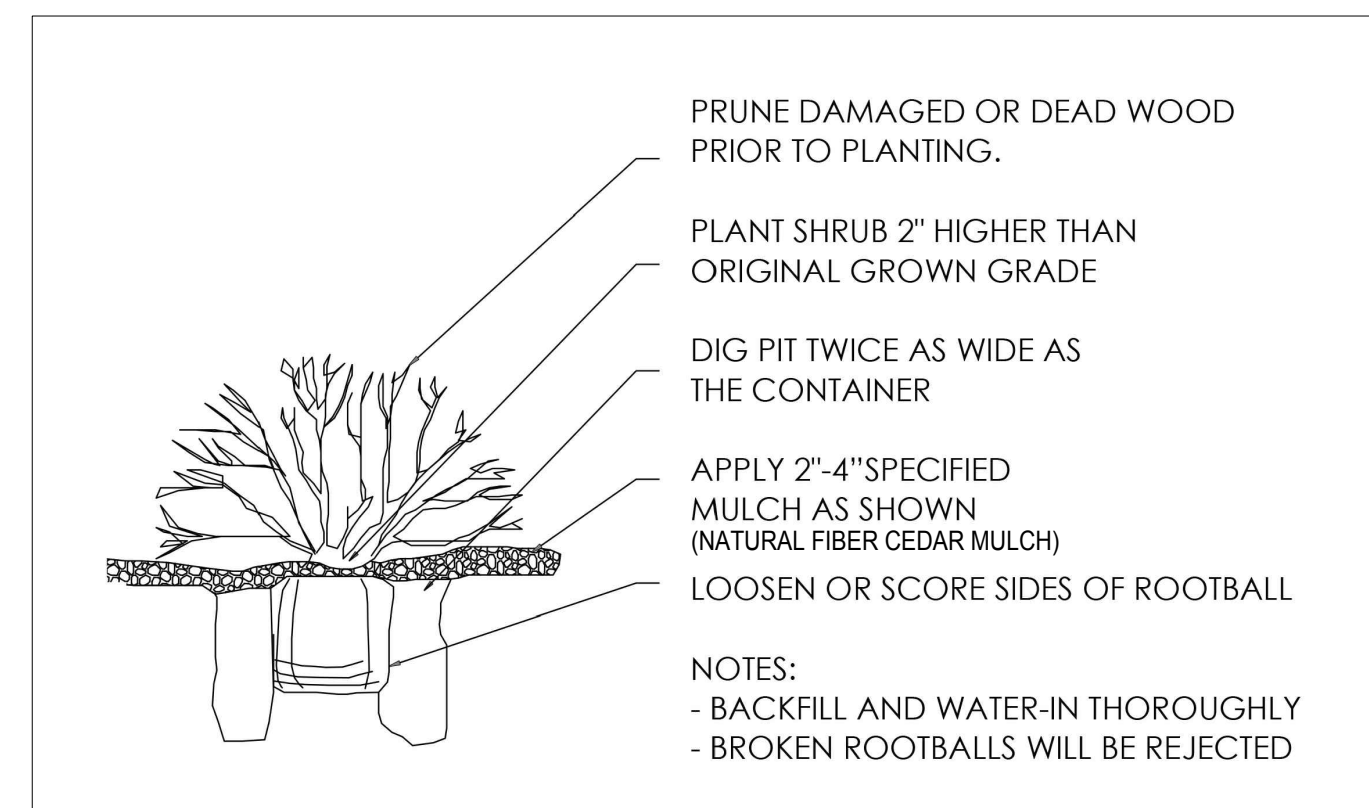 PRUNE DAMAGED OR DEAD WOOD
PRIOR TO PLANTING.
PLANT SHRUB 2" HIGHER THAN
ORIGINAL GROWN GRADE
DIG PIT TWICE AS WIDE AS
THE CONTAINER
APPLY 2"-4”SPECIFIED
MULCH AS SHOWN
(NATURAL FIBER CEDAR MULCH)
LOOSEN OR SCORE SIDES OF ROOTBALL
NOTES:
- BACKFILL AND WATER-IN THOROUGHLY
- BROKEN ROOTBALLS WILL BE REJECTED